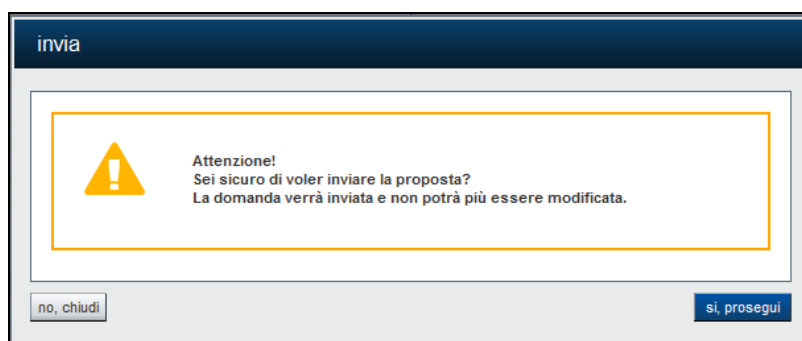 invia
Attenzione!
Sei sicuro di voler inviare la proposta?
La domanda verrà inviata e non potrà più essere modificata.
no, chiudi
si, prosegui